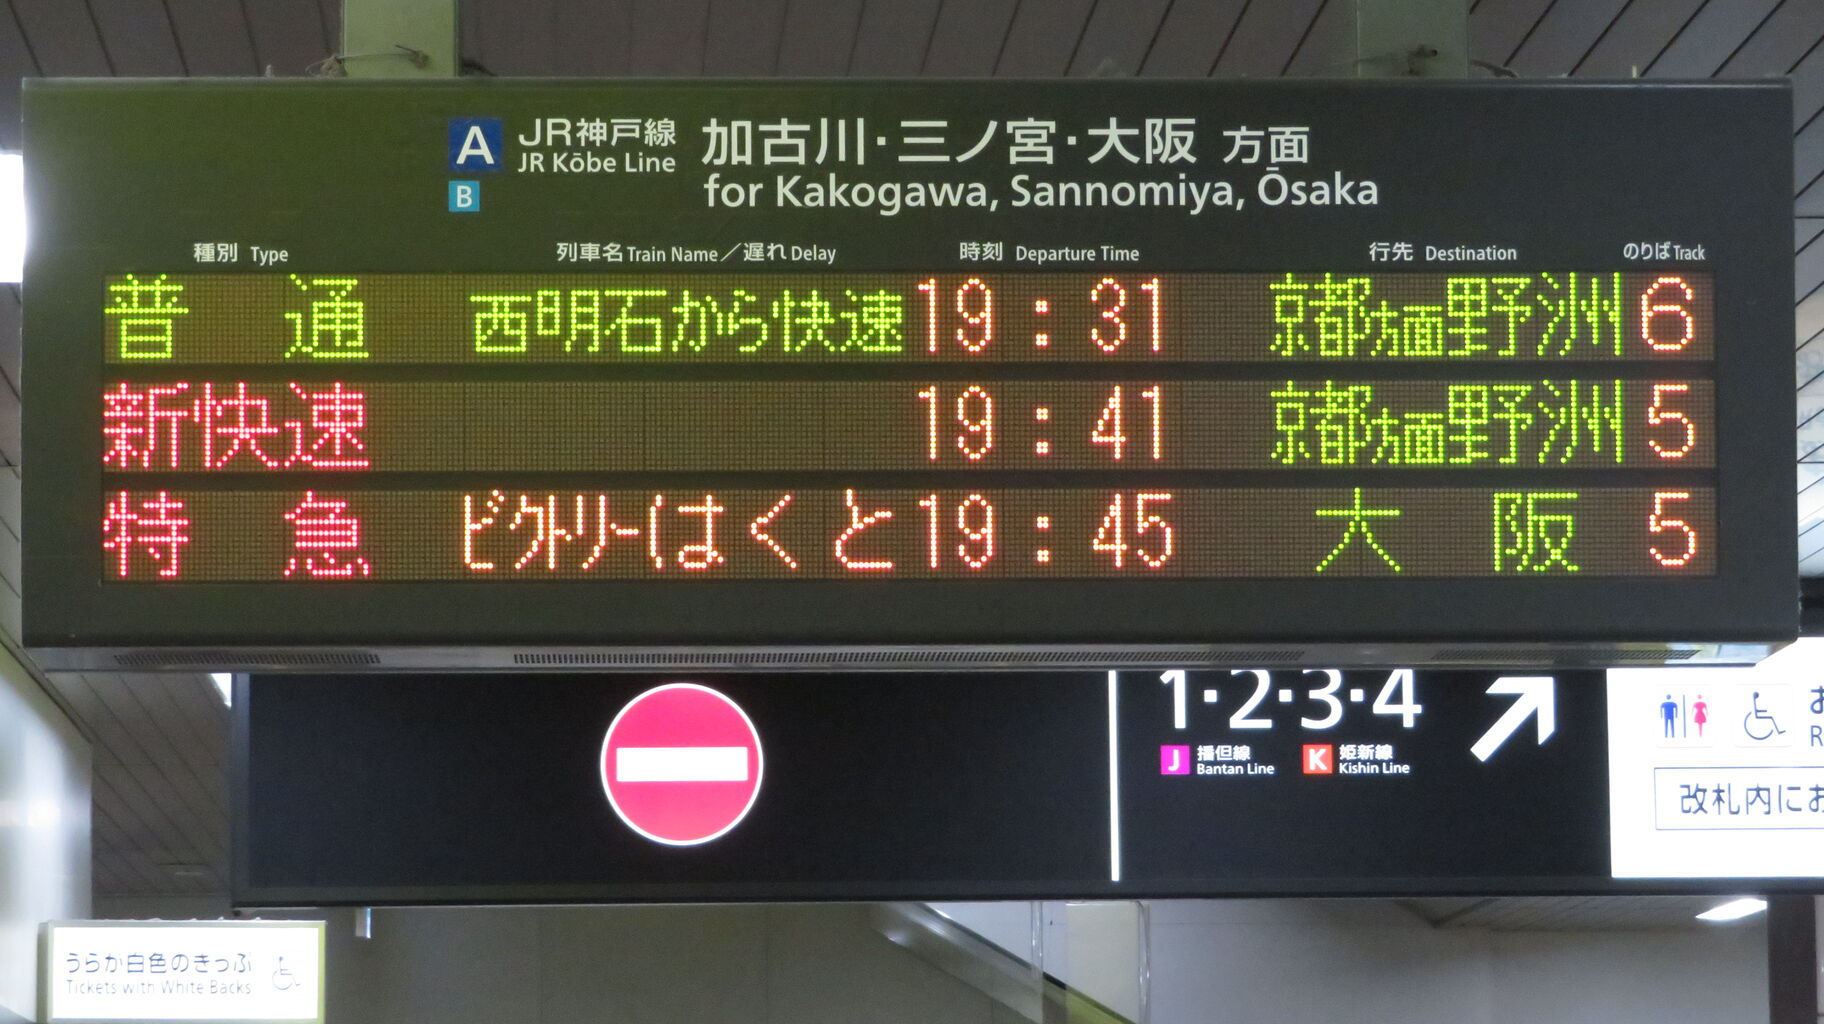 A JR神戸線 加古川・三ノ宮・大阪 方面
JR Kōbe Line
B for Kakogawa, Sannomiya, Ōsaka
種別 Type 列車名 Train Name／遅れ Delay 時刻 Departure Time 行先 Destination のりば Track
普通 西明石から快速 19:31 京都方面野洲 6
新快速 19:41 京都方面野洲 5
特急 ビクトリーはくと 19:45 大阪 5
1・2・3・4
J 播但線 K 姫新線
Bantan Line Kishin Line
改札内にお
うらが白色のきっぷ
Tickets with White Backs